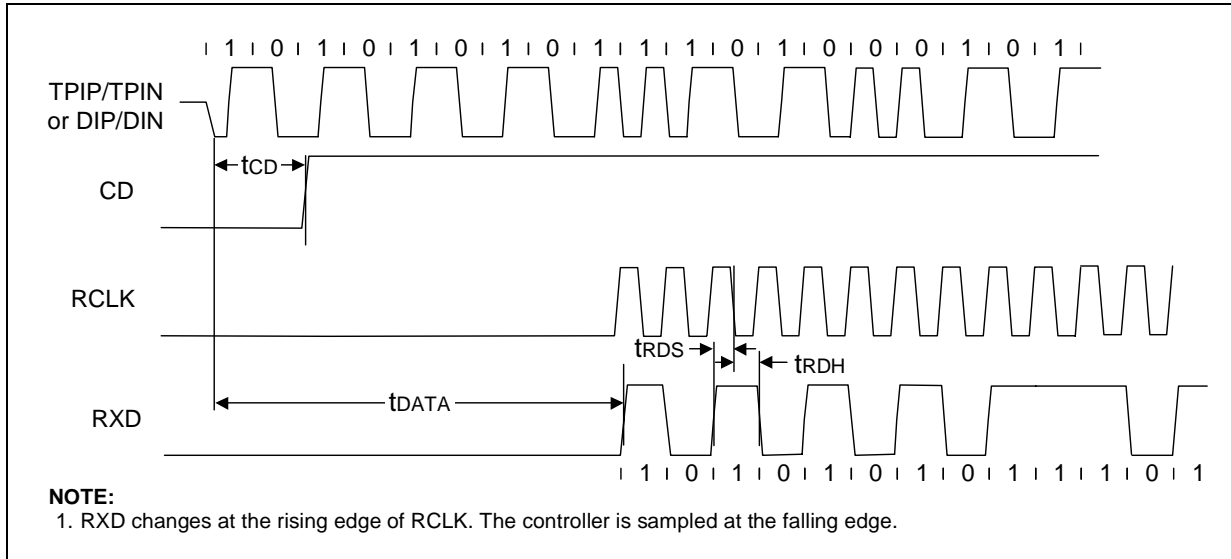 1 0 1 0 1 0 1 0 1 1 1 0 1 0 0 0 1 0 1
TPIP/TPIN
or DIP/DIN
tCD
CD
RCLK
tRDS
tRDH
tDATA
RXD
1 0 1 0 1 0 1 0 1 1 1 0 1
NOTE:
1. RXD changes at the rising edge of RCLK. The controller is sampled at the falling edge.